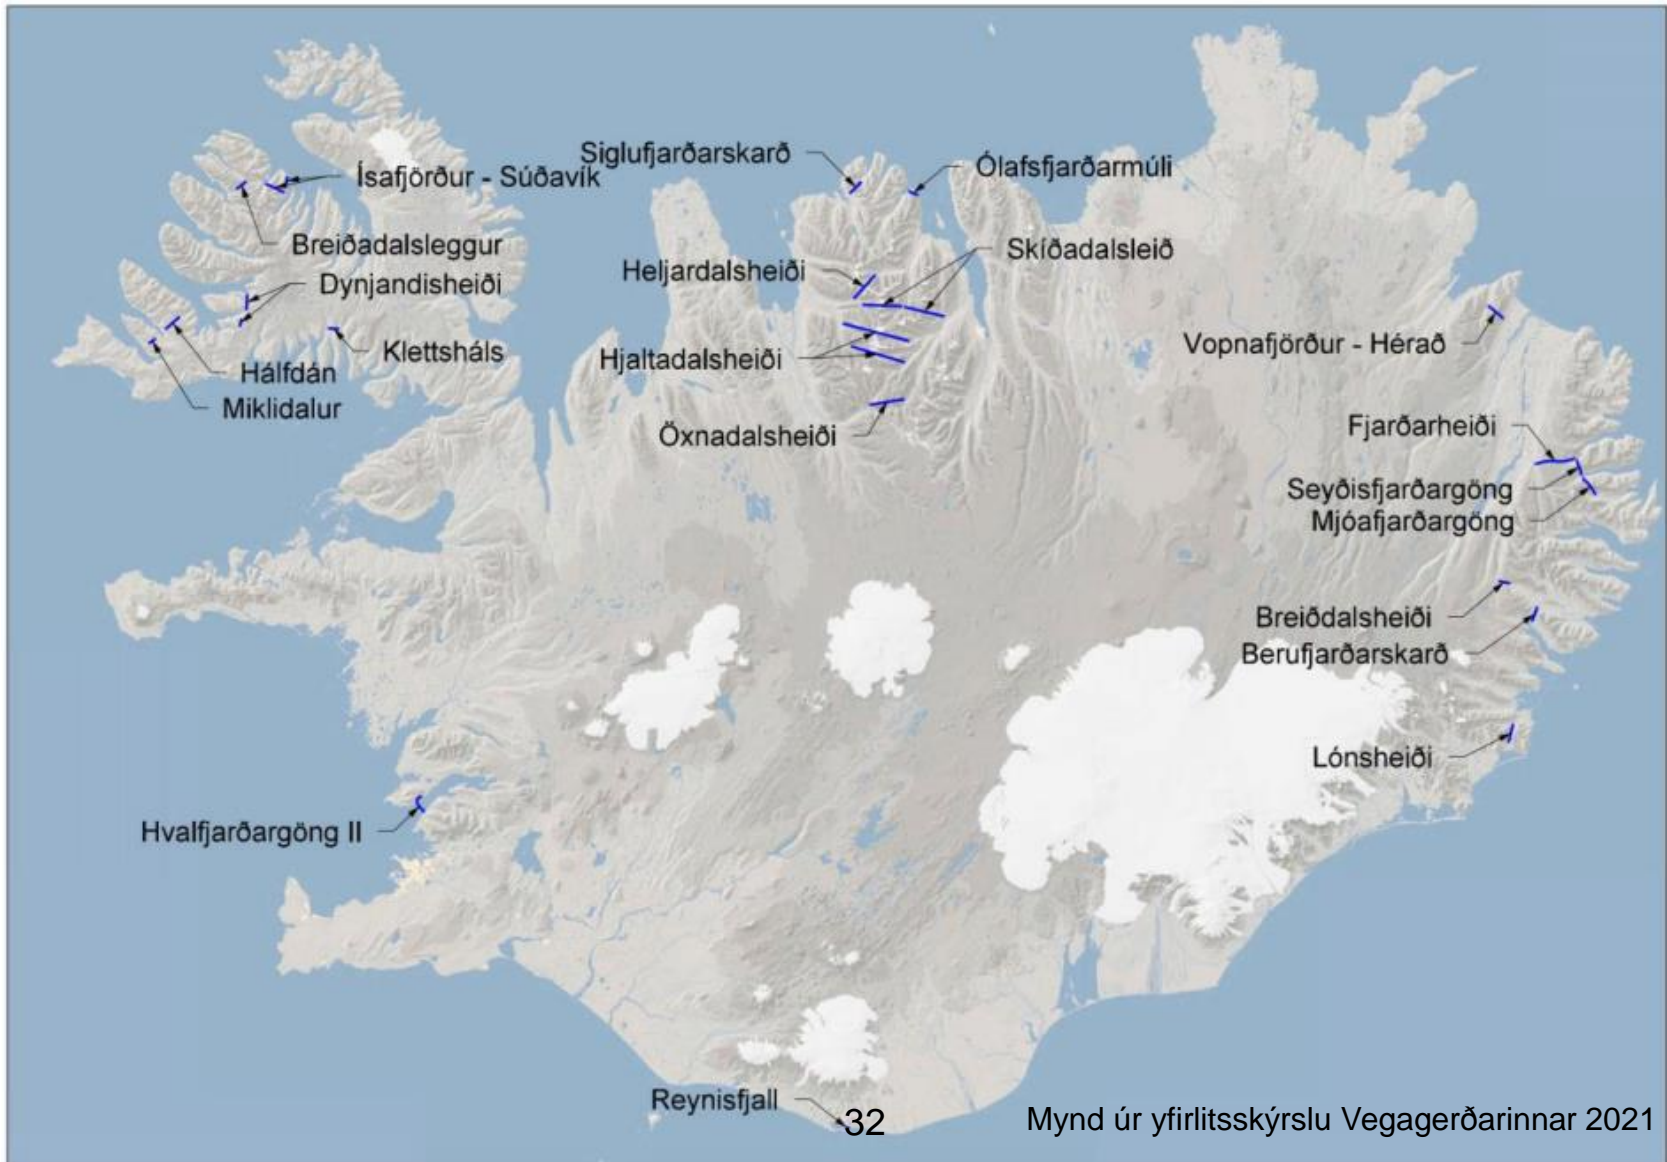 Siglufjarðarskarð
Ólafsfjarðarmúli
Ísafjörður - Súðavík
Breiðadalsleggur
Skíðadalsleið
Heljardalsheiði
Dynjandisheiði
Vopnafjörður - Hérað
Klettsháls
Hjaltadalsheiði
Hálfdán
Miklidalur
Öxnadalsheiði
Fjarðarheiði
Seyðisfjarðargöng
Mjóafjarðargöng
Breiðdalsheiði
Berufjarðarskarð
Lónsheiði
Hvalfjarðargöng II
Reynisfjall
32
Mynd úr yfirlitsskýrslu Vegagerðarinnar 2021